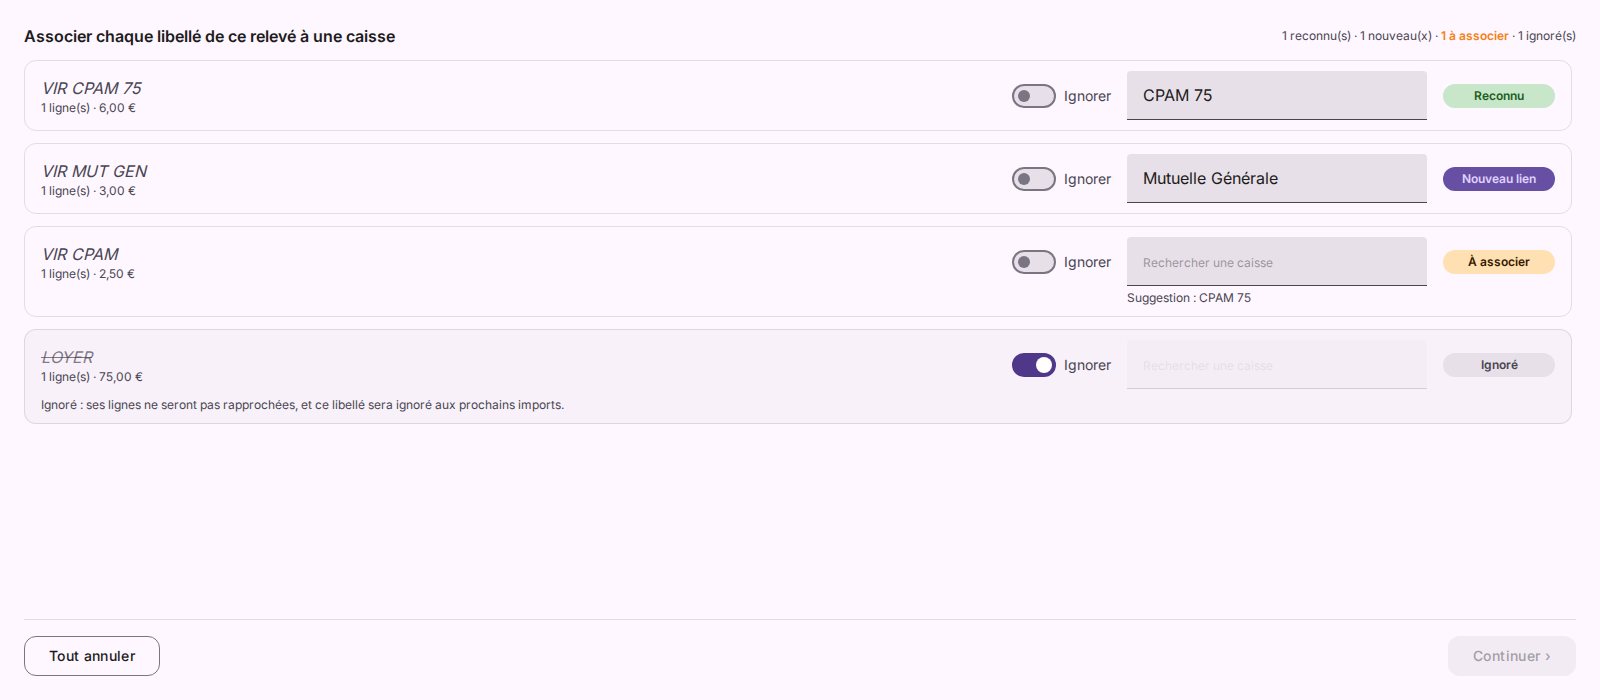 Associer chaque libellé de ce relevé à une caisse
1 reconnu(s) · 1 nouveau(x) · 1 à associer · 1 ignoré(s)
VIR CPAM 75
1 ligne(s) · 6,00 €
Ignorer
CPAM 75
Reconnu
VIR MUT GEN
1 ligne(s) · 3,00 €
Ignorer
Mutuelle Générale
Nouveau lien
VIR CPAM
1 ligne(s) · 2,50 €
Ignorer
Rechercher une caisse
À associer
Suggestion : CPAM 75
LOYER
1 ligne(s) · 75,00 €
Ignorer
Rechercher une caisse
Ignoré
Ignoré : ses lignes ne seront pas rapprochées, et ce libellé sera ignoré aux prochains imports.
Tout annuler
Continuer ›